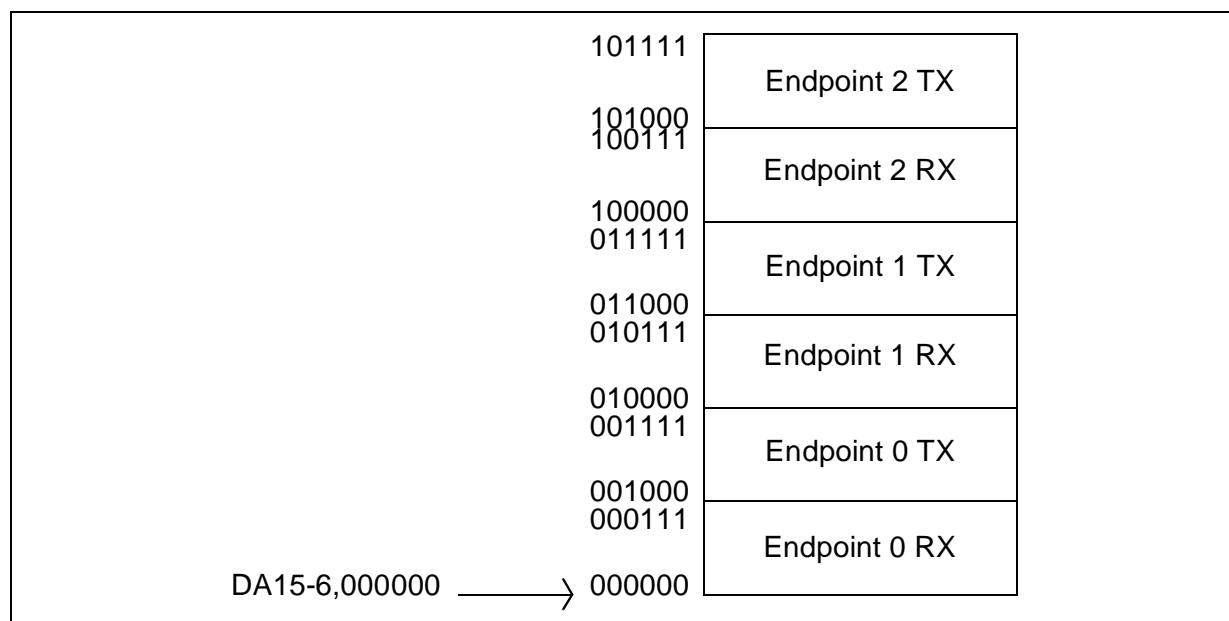 101111
Endpoint 2 TX
101000
100111
Endpoint 2 RX
100000
011111
Endpoint 1 TX
011000
010111
Endpoint 1 RX
010000
001111
Endpoint 0 TX
001000
000111
Endpoint 0 RX
DA15-6,000000 000000